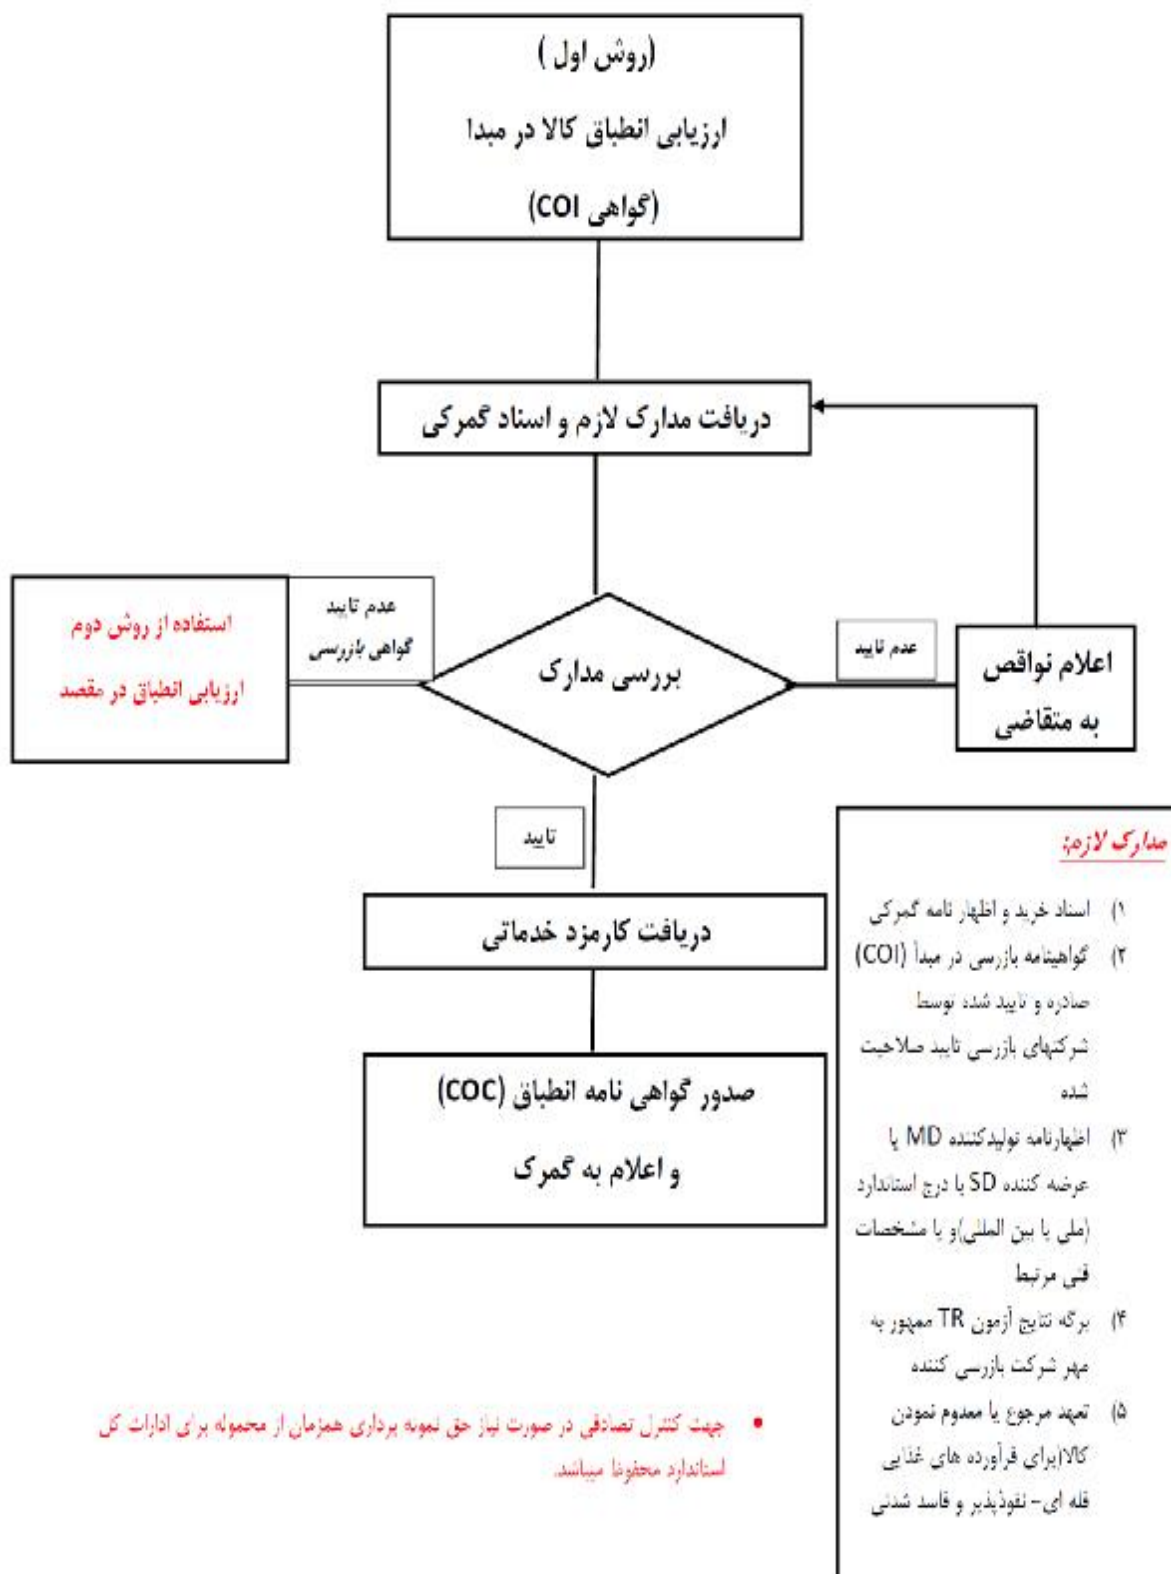 (روش اول )
ارزیابی انطباق کالا در مبدا
(گواهی COI)
دریافت مدارک لازم و اسناد گمرکی
استفاده از روش دوم
ارزیابی انطباق در مقصد
عدم تایید
گواهی بازرسی
بررسی مدارک
عدم تایید
اعلام نواقص
به متقاضی
تایید
دریافت کارمزد خدماتی
صدور گواهی نامه انطباق (COC)
و اعلام به گمرک
مدارک لازم:
۱) اسناد خرید و اظهار نامه گمرکی
۲) گواهینامه بازرسی در مبدأ (COI)
صادره و تایید شده توسط
شرکتهای بازرسی تایید صلاحیت
شده
۳) اظهارنامه تولیدکننده MD یا
عرضه کننده SD با درج استاندارد
(ملی یا بین المللی)و یا مشخصات
فنی مرتبط
۴) برگه نتایج آزمون TR ممهور به
مهر شرکت بازرسی کننده
۵) تعهد مرجوع یا معدوم نمودن
کالا(برای فرآورده های غذایی
فله ای- نفوذپذیر و فاسد شدنی
• جهت کنترل تصادفی در صورت نیاز حق نمونه برداری همزمان از محموله برای ادارات کل
استاندارد محفوظ میباشد.